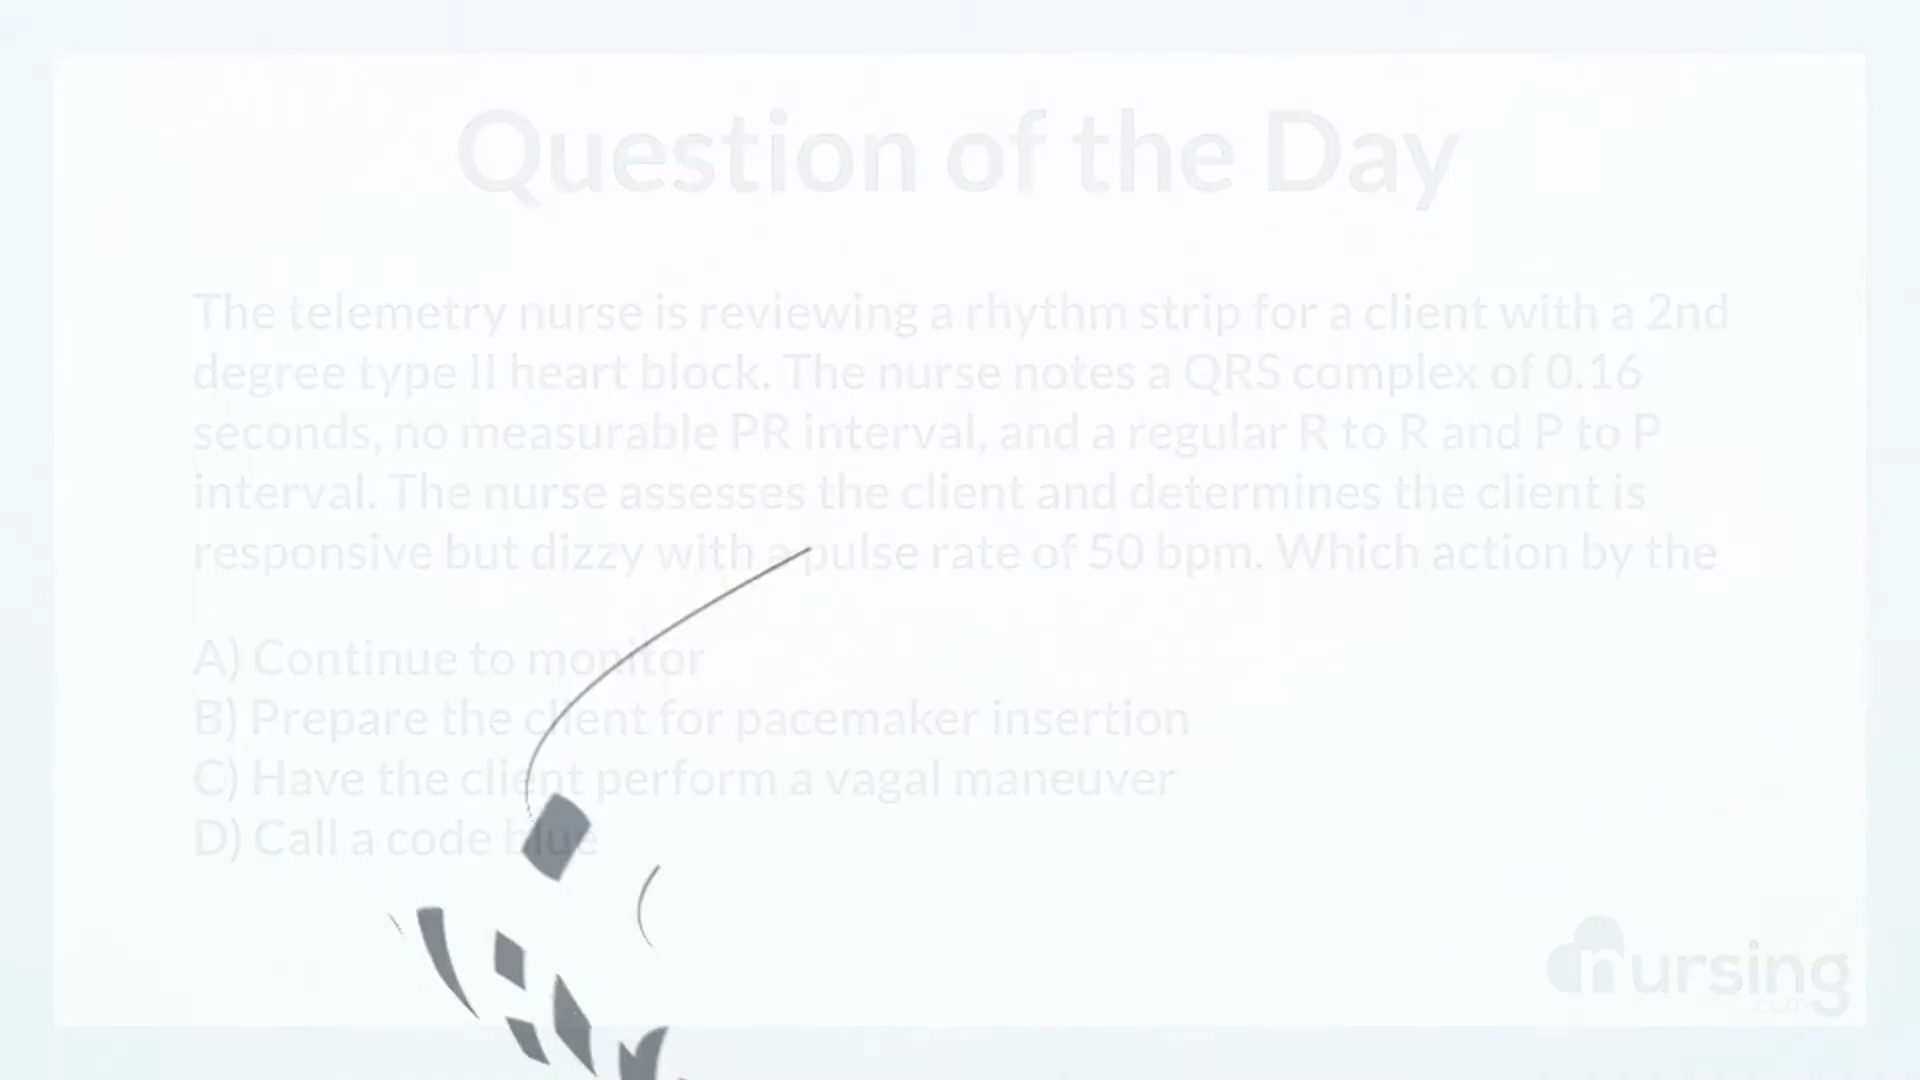 Question of the Day
The telemetry nurse is reviewing a rhythm strip for a client with a 2nd
degree type II heart block. The nurse notes a QRS complex of 0.16
seconds, no measurable PR interval, and a regular R to R and P to P
interval. The nurse assesses the client and determines the client is
responsive but dizzy with a pulse rate of 50 bpm. Which action by the
A) Continue to monitor
B) Prepare the client for pacemaker insertion
C) Have the client perform a vagal maneuver
D) Call a code blue
nursing
.com